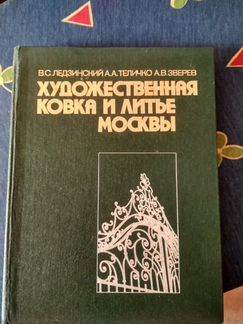 В.С.ЛЕДЗИНСКИЙ А.А.ТЕЛИЧКО А.В.ЗВЕРЕВ
ХУДОЖЕСТВЕННАЯ
КОВКА И ЛИТЬЕ
МОСКВЫ